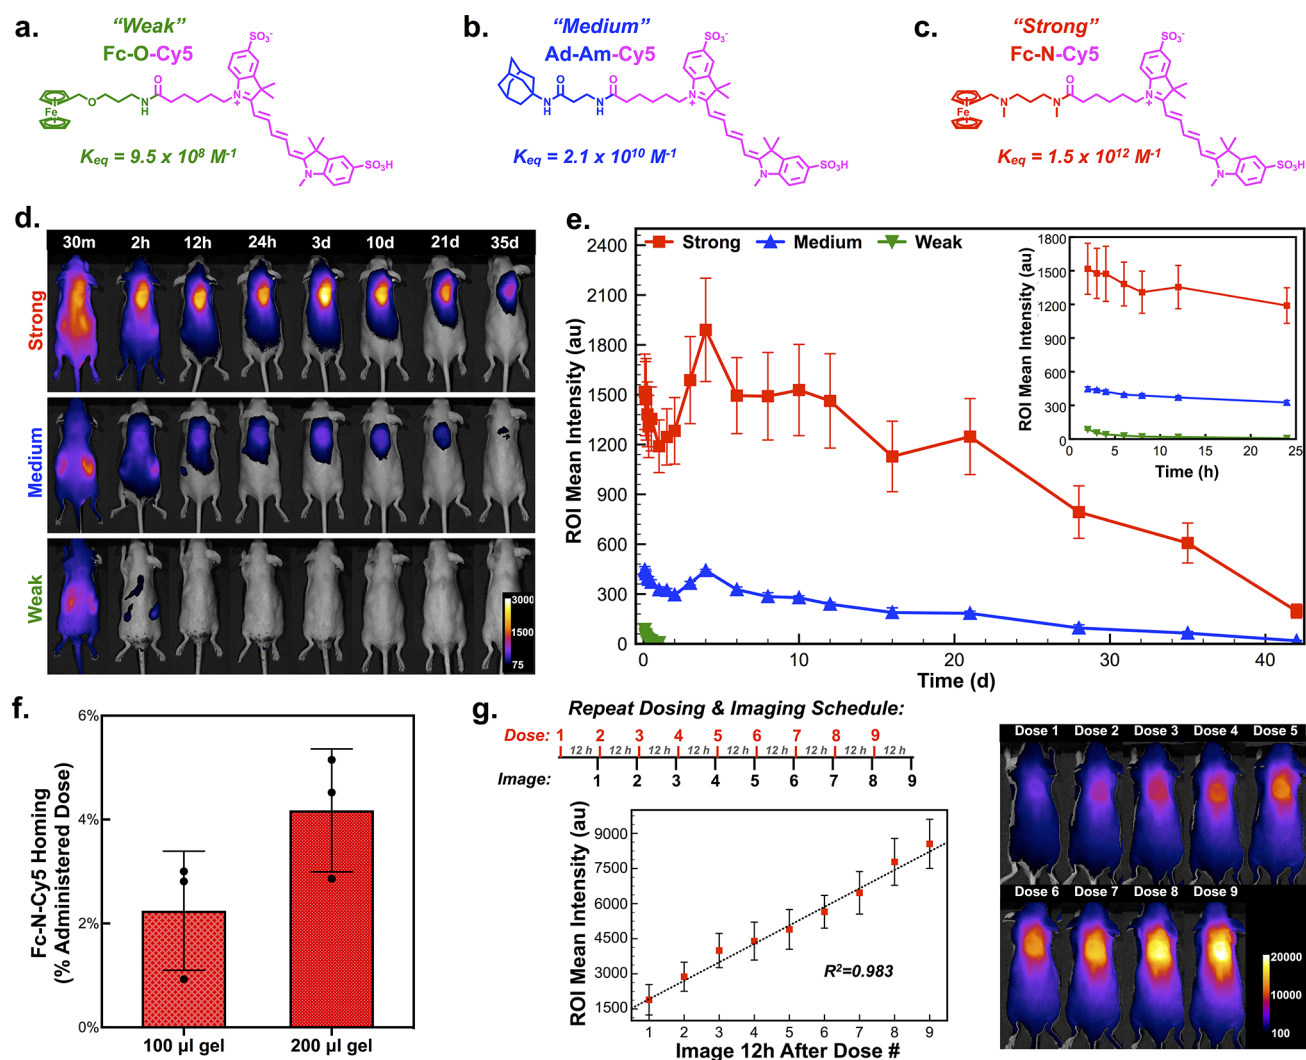 a.
"Weak"
Fc-O-Cy5
SO₃⁻
Fe
O
N
H
O
N
+
SO₃H
N
Keq = 9.5 x 10⁸ M⁻¹
b.
"Medium"
Ad-Am-Cy5
SO₃⁻
O
N
H
N
H
O
N
+
SO₃H
N
Keq = 2.1 x 10¹⁰ M⁻¹
c.
"Strong"
Fc-N-Cy5
SO₃⁻
Fe
N
N
O
N
+
SO₃H
N
Keq = 1.5 x 10¹² M⁻¹
d.
30m 2h 12h 24h 3d 10d 21d 35d
Strong
Medium
Weak
3000
1500
75
e.
Strong Medium Weak
ROI Mean Intensity (au)
2400
2100
1800
1500
1200
900
600
300
0
0 10 20 30 40
Time (d)
ROI Mean Intensity (au)
1800
1500
1200
900
600
300
0
0 5 10 15 20 25
Time (h)
f.
Fc-N-Cy5 Homing
(% Administered Dose)
6%
4%
2%
0%
100 µl gel 200 µl gel
g.
Repeat Dosing & Imaging Schedule:
Dose: 1 2 3 4 5 6 7 8 9
12 h 12 h 12 h 12 h 12 h 12 h 12 h 12 h 12 h
Image: 1 2 3 4 5 6 7 8 9
ROI Mean Intensity (au)
9000
7500
6000
4500
3000
1500
R²=0.983
1 2 3 4 5 6 7 8 9
Image 12h After Dose #
Dose 1 Dose 2 Dose 3 Dose 4 Dose 5
Dose 6 Dose 7 Dose 8 Dose 9
20000
10000
100